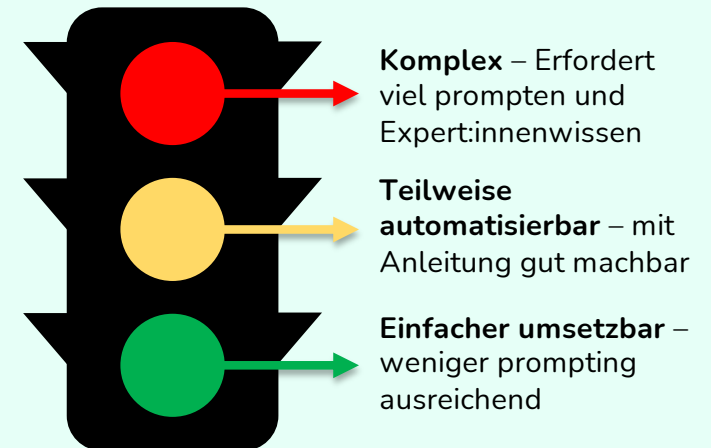 Komplex – Erfordert
viel prompten und
Expert:innenwissen
Teilweise
automatisierbar – mit
Anleitung gut machbar
Einfacher umsetzbar –
weniger prompting
ausreichend